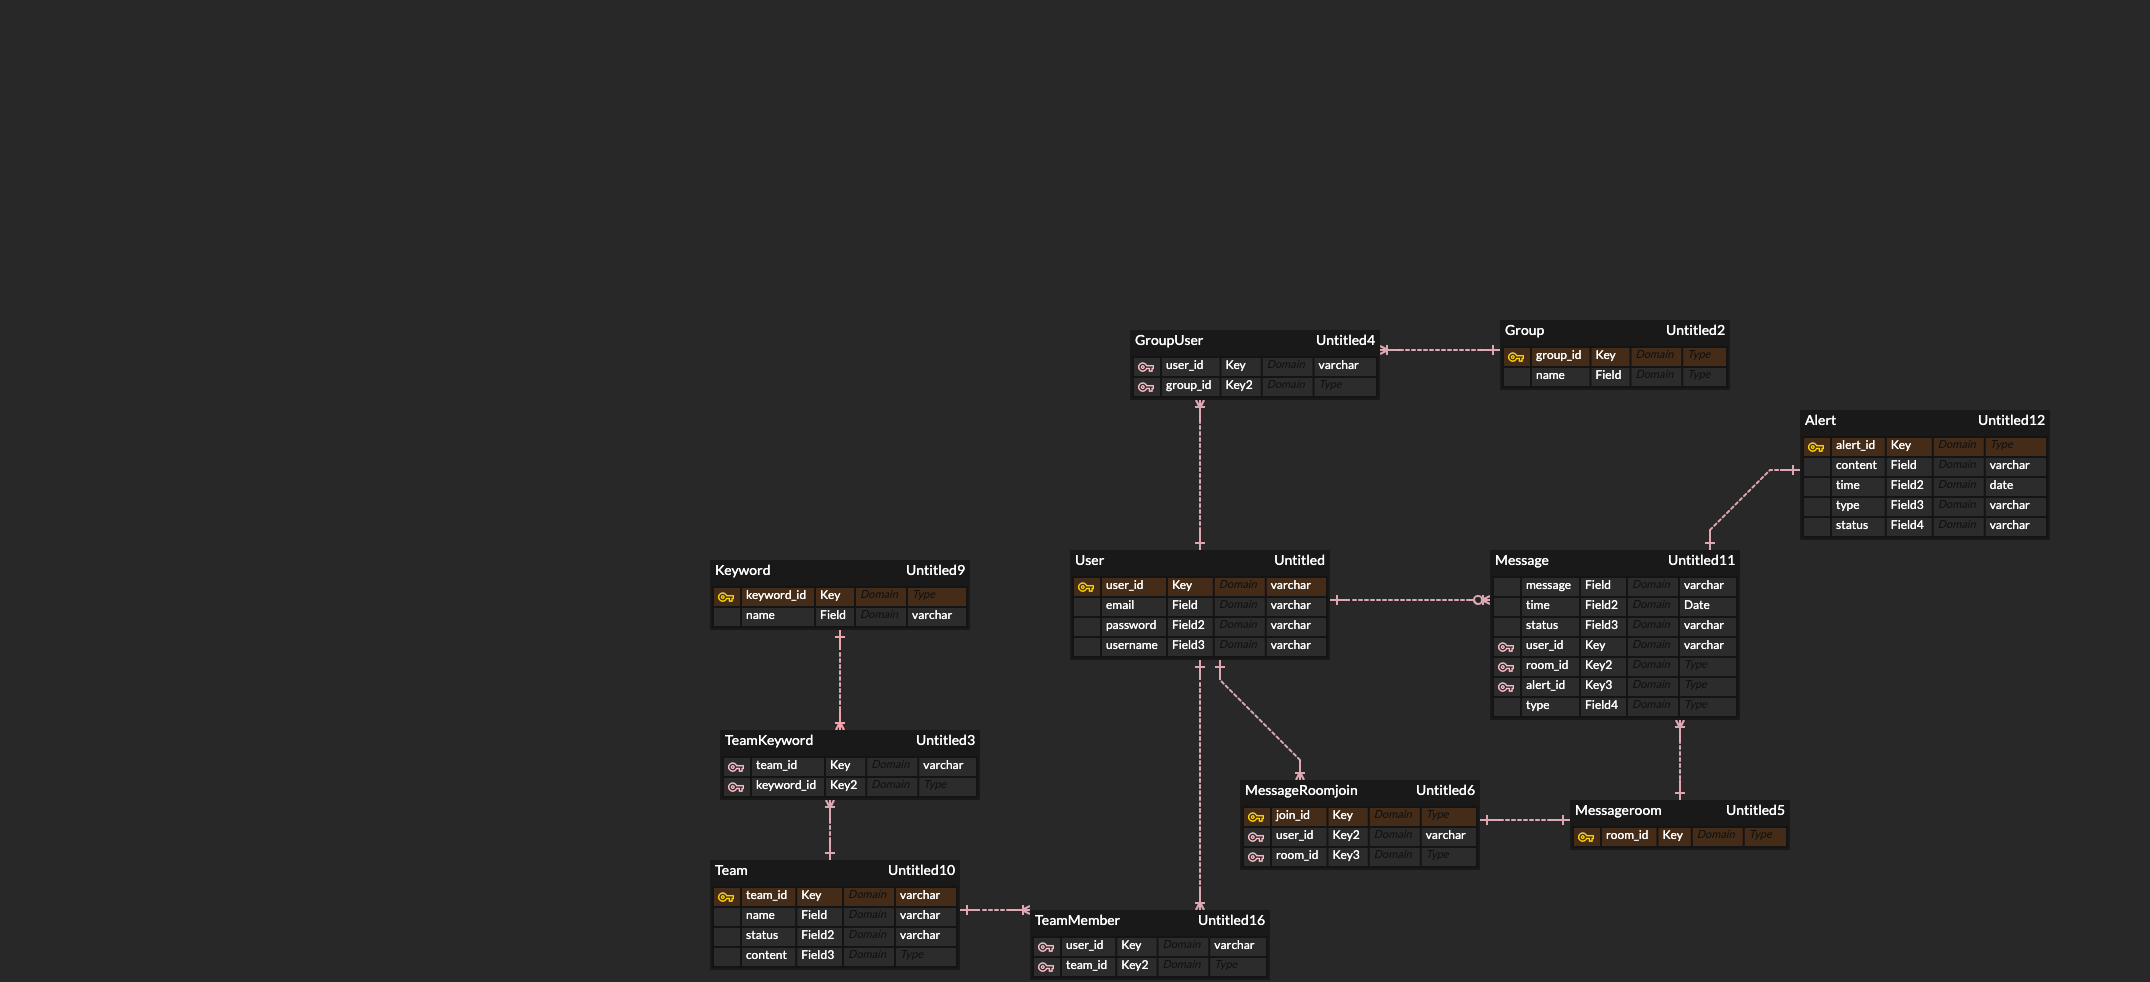 Group Untitled2
group_id Key Domain Type
name Field Domain Type
GroupUser Untitled4
user_id Key Domain varchar
group_id Key2 Domain Type
Alert Untitled12
alert_id Key Domain Type
content Field Domain varchar
time Field2 Domain date
type Field3 Domain varchar
status Field4 Domain varchar
Keyword Untitled9
keyword_id Key Domain Type
name Field Domain varchar
User Untitled
user_id Key Domain varchar
email Field Domain varchar
password Field2 Domain varchar
username Field3 Domain varchar
Message Untitled11
message Field Domain varchar
time Field2 Domain Date
status Field3 Domain varchar
user_id Key Domain varchar
room_id Key2 Domain Type
alert_id Key3 Domain Type
type Field4 Domain Type
TeamKeyword Untitled3
team_id Key Domain varchar
keyword_id Key2 Domain Type
MessageRoomjoin Untitled6
join_id Key Domain Type
user_id Key2 Domain varchar
room_id Key3 Domain Type
Messageroom Untitled5
room_id Key Domain Type
Team Untitled10
team_id Key Domain varchar
name Field Domain varchar
status Field2 Domain varchar
content Field3 Domain Type
TeamMember Untitled16
user_id Key Domain varchar
team_id Key2 Domain Type